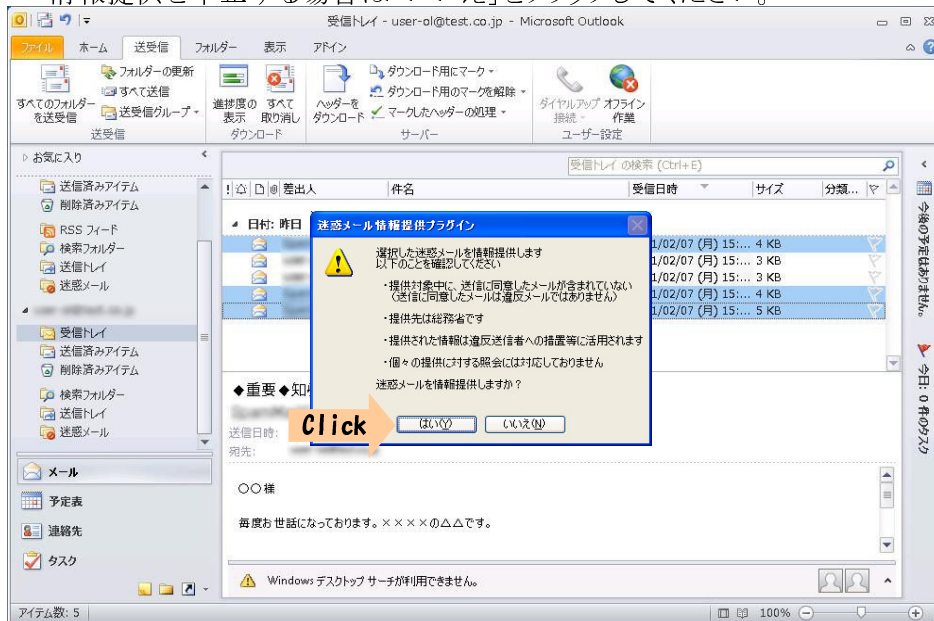 情報提供を中止する場合は「いいえ」をクリックしてください。
受信トレイ - user-ol@test.co.jp - Microsoft Outlook
ファイル ホーム 送受信 フォルダー 表示 アドイン
すべてのフォルダーを送受信
フォルダーの更新
すべて送信
送受信グループ
送受信
進捗度の表示
すべて取り消し
ダウンロード
ヘッダーをダウンロード
ダウンロード用にマーク
ダウンロード用のマークを解除
マークしたヘッダーの処理
サーバー
ダイヤルアップ接続
オフライン作業
ユーザー設定
お気に入り
送信済みアイテム
削除済みアイテム
RSS フィード
検索フォルダー
送信トレイ
迷惑メール
受信トレイ
送信済みアイテム
削除済みアイテム
検索フォルダー
送信トレイ
迷惑メール
メール
予定表
連絡先
タスク
アイテム数: 5
受信トレイ の検索 (Ctrl+E)
差出人 件名 受信日時 サイズ 分類...
日付: 昨日
1/02/07 (月) 15:... 4 KB
1/02/07 (月) 15:... 3 KB
1/02/07 (月) 15:... 3 KB
1/02/07 (月) 15:... 4 KB
1/02/07 (月) 15:... 5 KB
迷惑メール情報提供プラグイン
選択した迷惑メールを情報提供します
以下のことを確認してください
・提供対象中に、送信に同意したメールが含まれていない
(送信に同意したメールは違反メールではありません)
・提供先は総務省です
・提供された情報は違反送信者への措置等に活用されます
・個々の提供に対する照会には対応しておりません
迷惑メールを情報提供しますか?
はい(Y) いいえ(N)
Click
◆重要◆知
送信日時:
宛先:
〇〇様
毎度お世話になっております。××××の△△です。
Windows デスクトップ サーチが利用できません。
100%
今後の予定はありません。
今日: 0 件のタスク